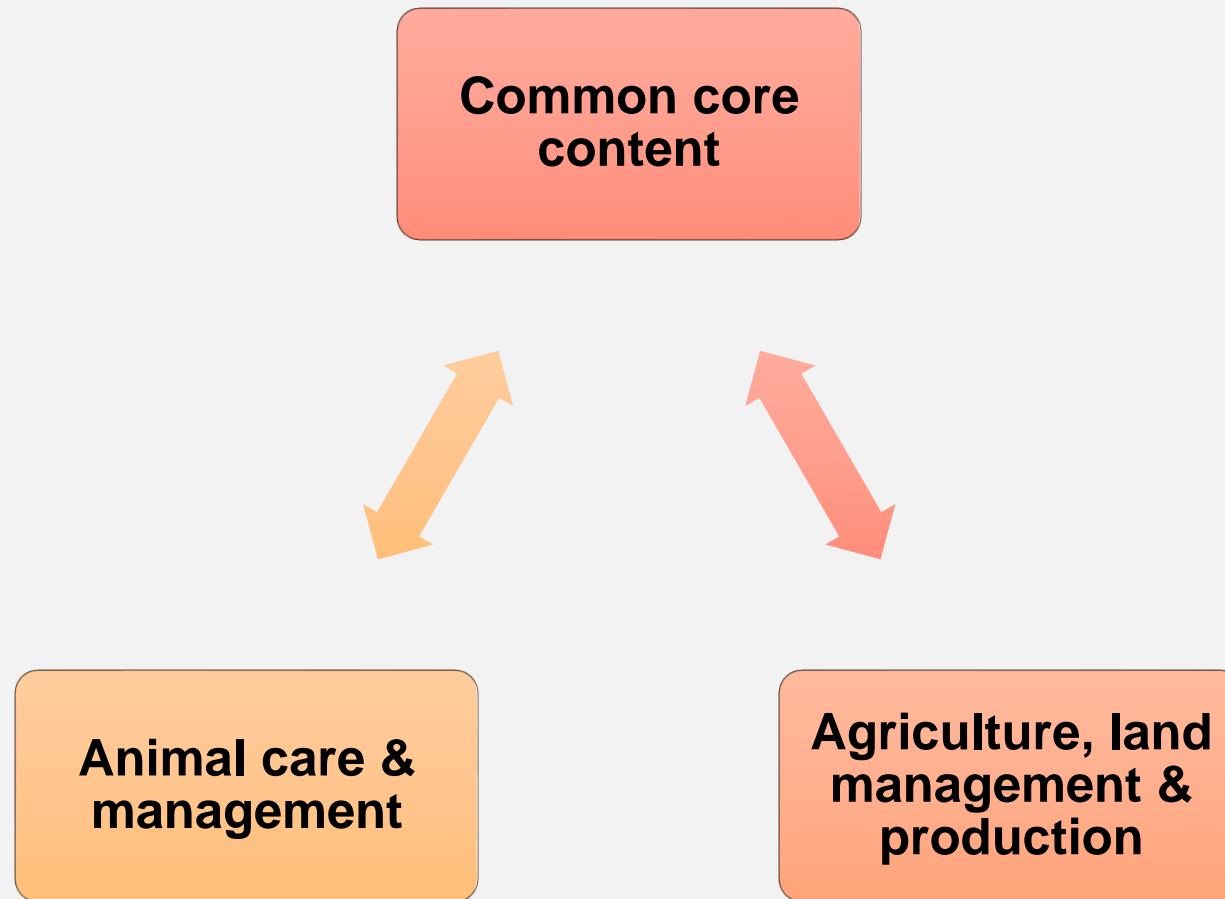 Common core
content
Animal care &
management
Agriculture, land
management &
production